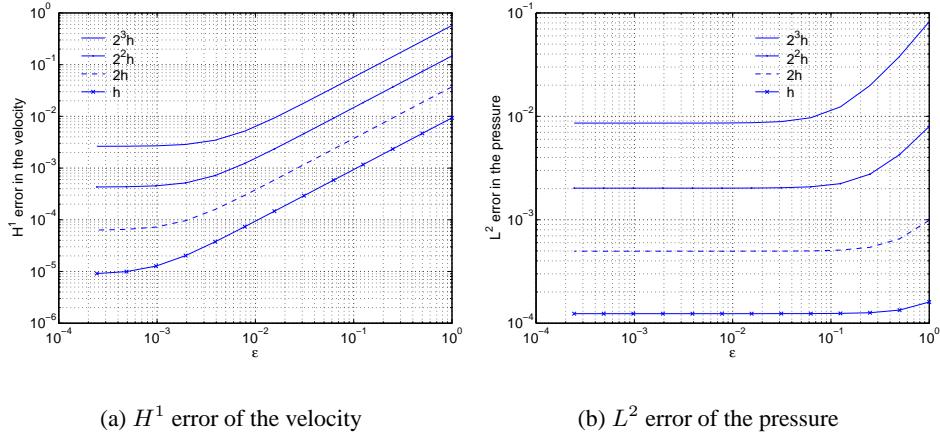 10^0
10^-1
10^-2
10^-3
10^-4
10^-5
10^-6
H^1 error in the velocity
2^3h
2^2h
2h
h
10^-4 10^-3 10^-2 10^-1 10^0
ε
(a) H^1 error of the velocity
10^-1
10^-2
10^-3
10^-4
L^2 error in the pressure
2^3h
2^2h
2h
h
10^-4 10^-3 10^-2 10^-1 10^0
ε
(b) L^2 error of the pressure